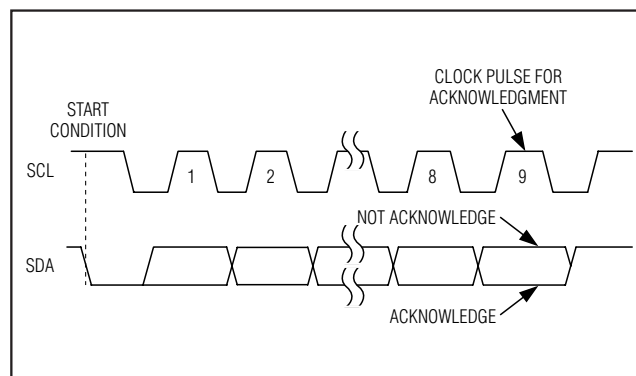 CLOCK PULSE FOR
ACKNOWLEDGMENT
START
CONDITION
SCL
1
2
8
9
NOT ACKNOWLEDGE
SDA
ACKNOWLEDGE